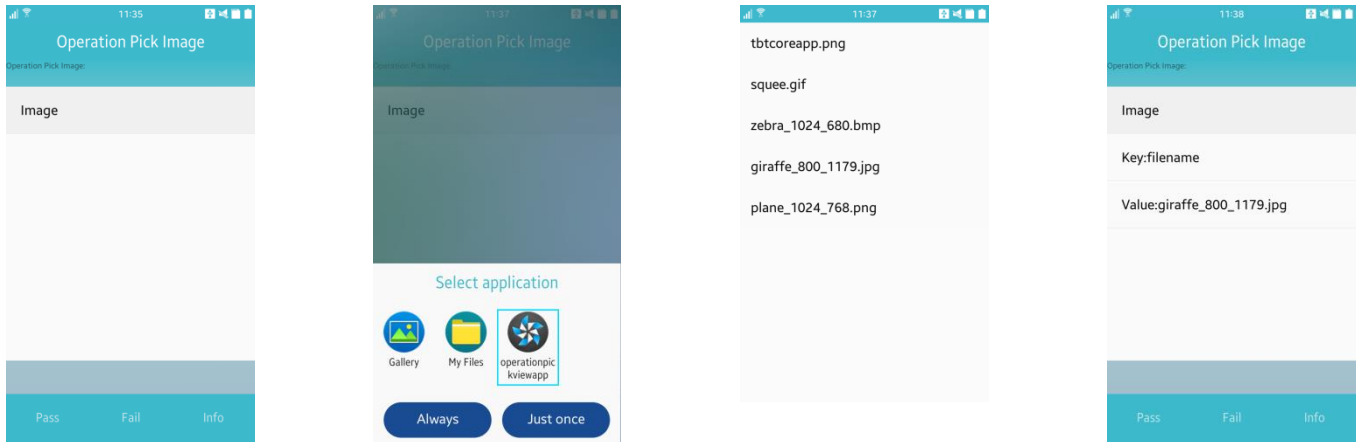 11:35
Operation Pick Image
Operation Pick Image:
Image
Pass Fail Info
11:37
Operation Pick Image
Operation Pick Image:
Image
Select application
Gallery
My Files
operationpic
kviewapp
Always
Just once
11:37
tbtcoreapp.png
squee.gif
zebra_1024_680.bmp
giraffe_800_1179.jpg
plane_1024_768.png
11:38
Operation Pick Image
Operation Pick Image:
Image
Key:filename
Value:giraffe_800_1179.jpg
Pass Fail Info